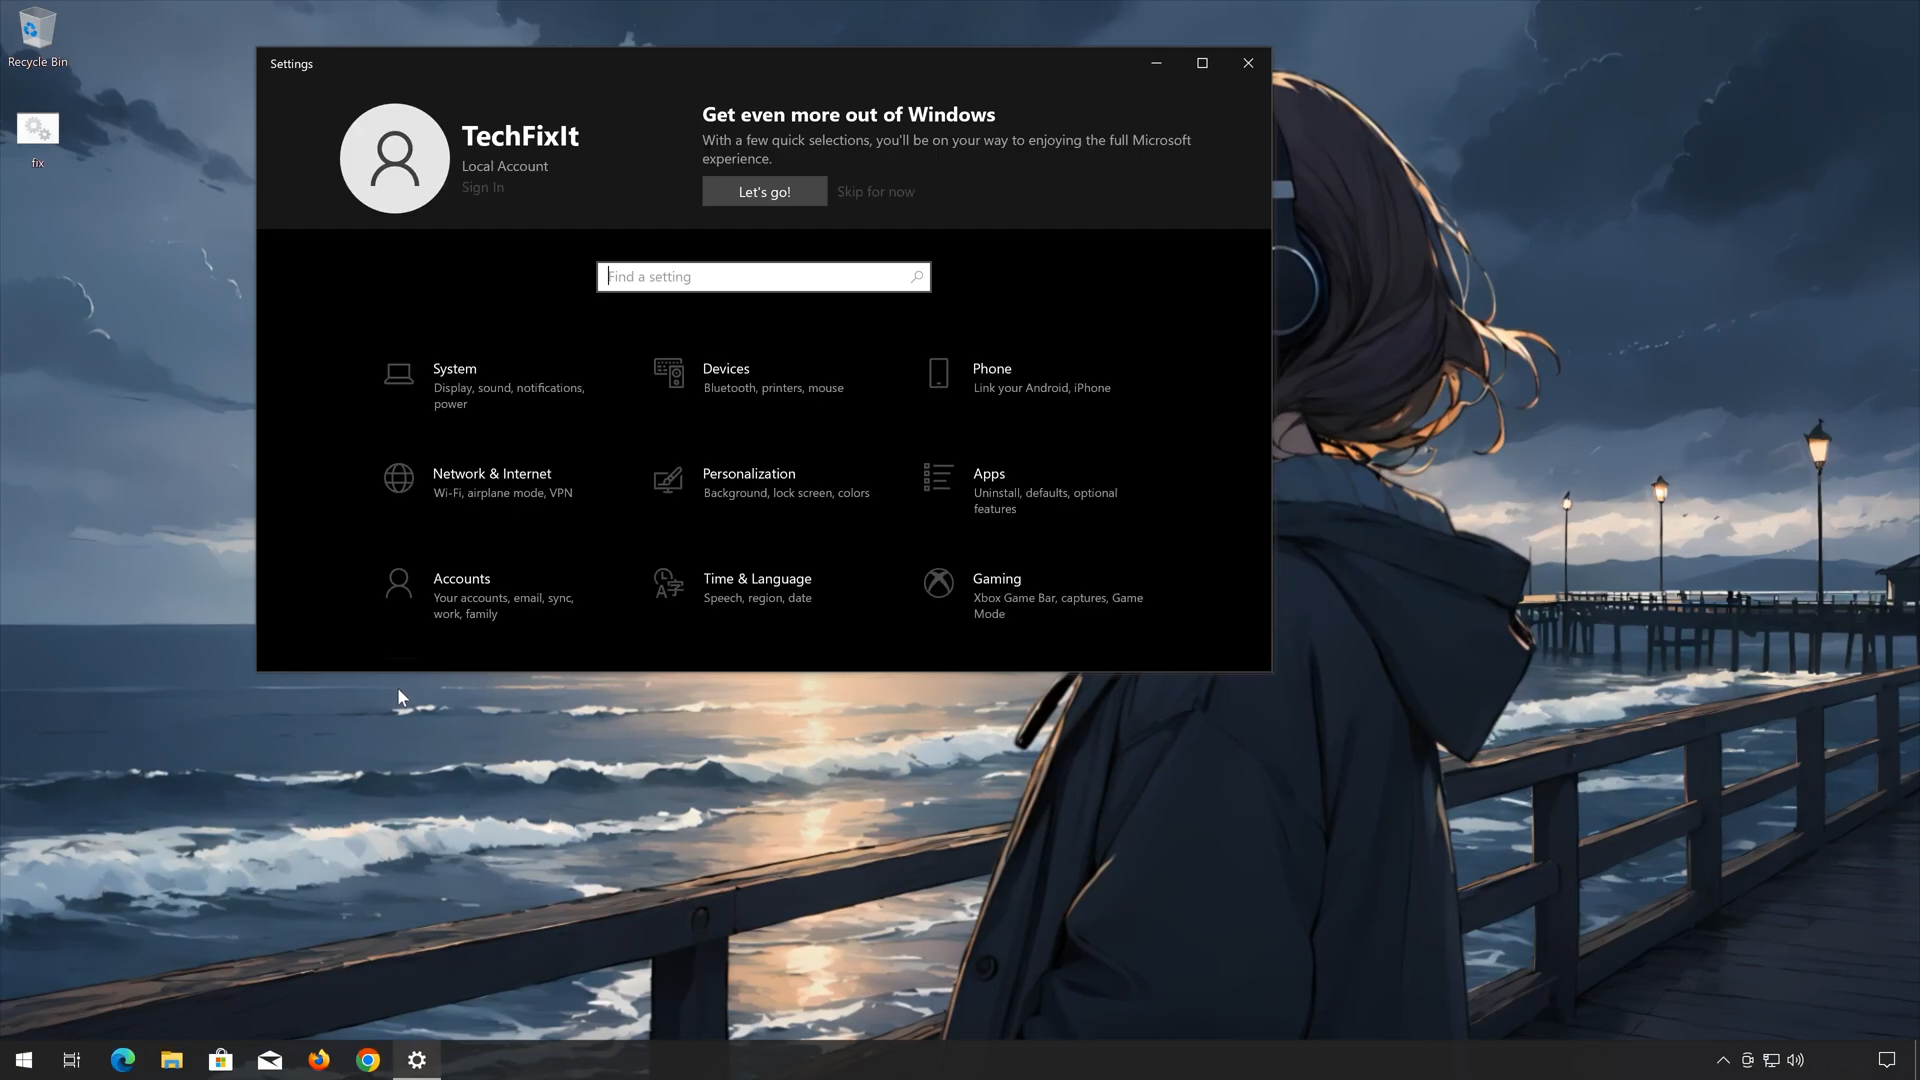 Recycle Bin
fix
Settings
TechFixIt
Local Account
Sign In
Get even more out of Windows
With a few quick selections, you'll be on your way to enjoying the full Microsoft
experience.
Let's go!
Skip for now
Find a setting
System
Display, sound, notifications,
power
Devices
Bluetooth, printers, mouse
Phone
Link your Android, iPhone
Network & Internet
Wi-Fi, airplane mode, VPN
Personalization
Background, lock screen, colors
Apps
Uninstall, defaults, optional
features
Accounts
Your accounts, email, sync,
work, family
Time & Language
Speech, region, date
Gaming
Xbox Game Bar, captures, Game
Mode